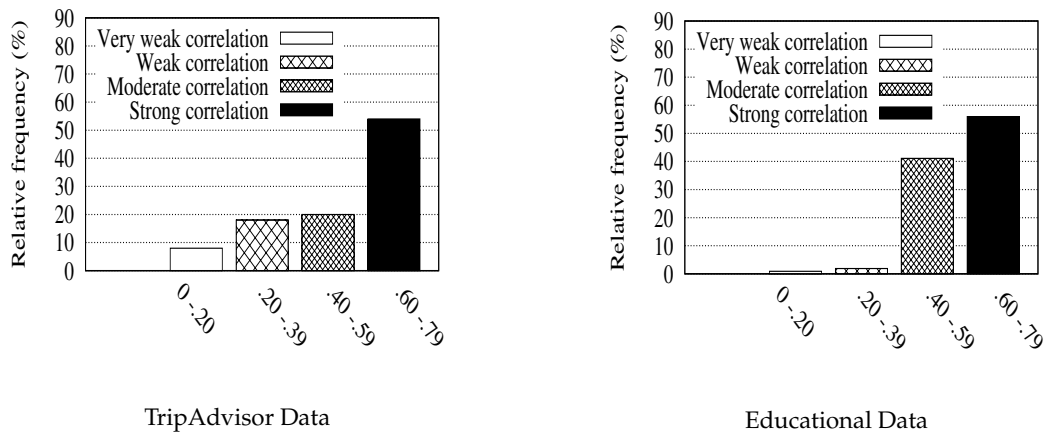 Relative frequency (%)
90
80
70
60
50
40
30
20
10
0
Very weak correlation
Weak correlation
Moderate correlation
Strong correlation
0 -.20
.20 -.39
.40 -.59
.60 -.79
TripAdvisor Data
Relative frequency (%)
90
80
70
60
50
40
30
20
10
0
Very weak correlation
Weak correlation
Moderate correlation
Strong correlation
0 -.20
.20 -.39
.40 -.59
.60 -.79
Educational Data